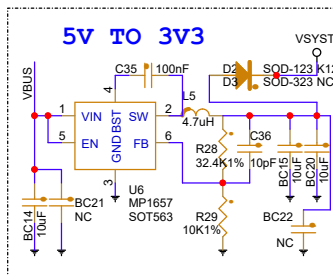 5V TO 3V3
VSYST
VBUS
C35 100nF
D2 SOD-123 K12
D3 SOD-323 NC
4
L5
1 VIN BST SW 2
4.7uH
5 EN GND FB 6
C36
R28
10pF
32.4K1%
3
U6
MP1657
SOT563
BC14
10uF
BC21
NC
BC15
10uF
BC20
10uF
R29
10K1%
BC22
NC